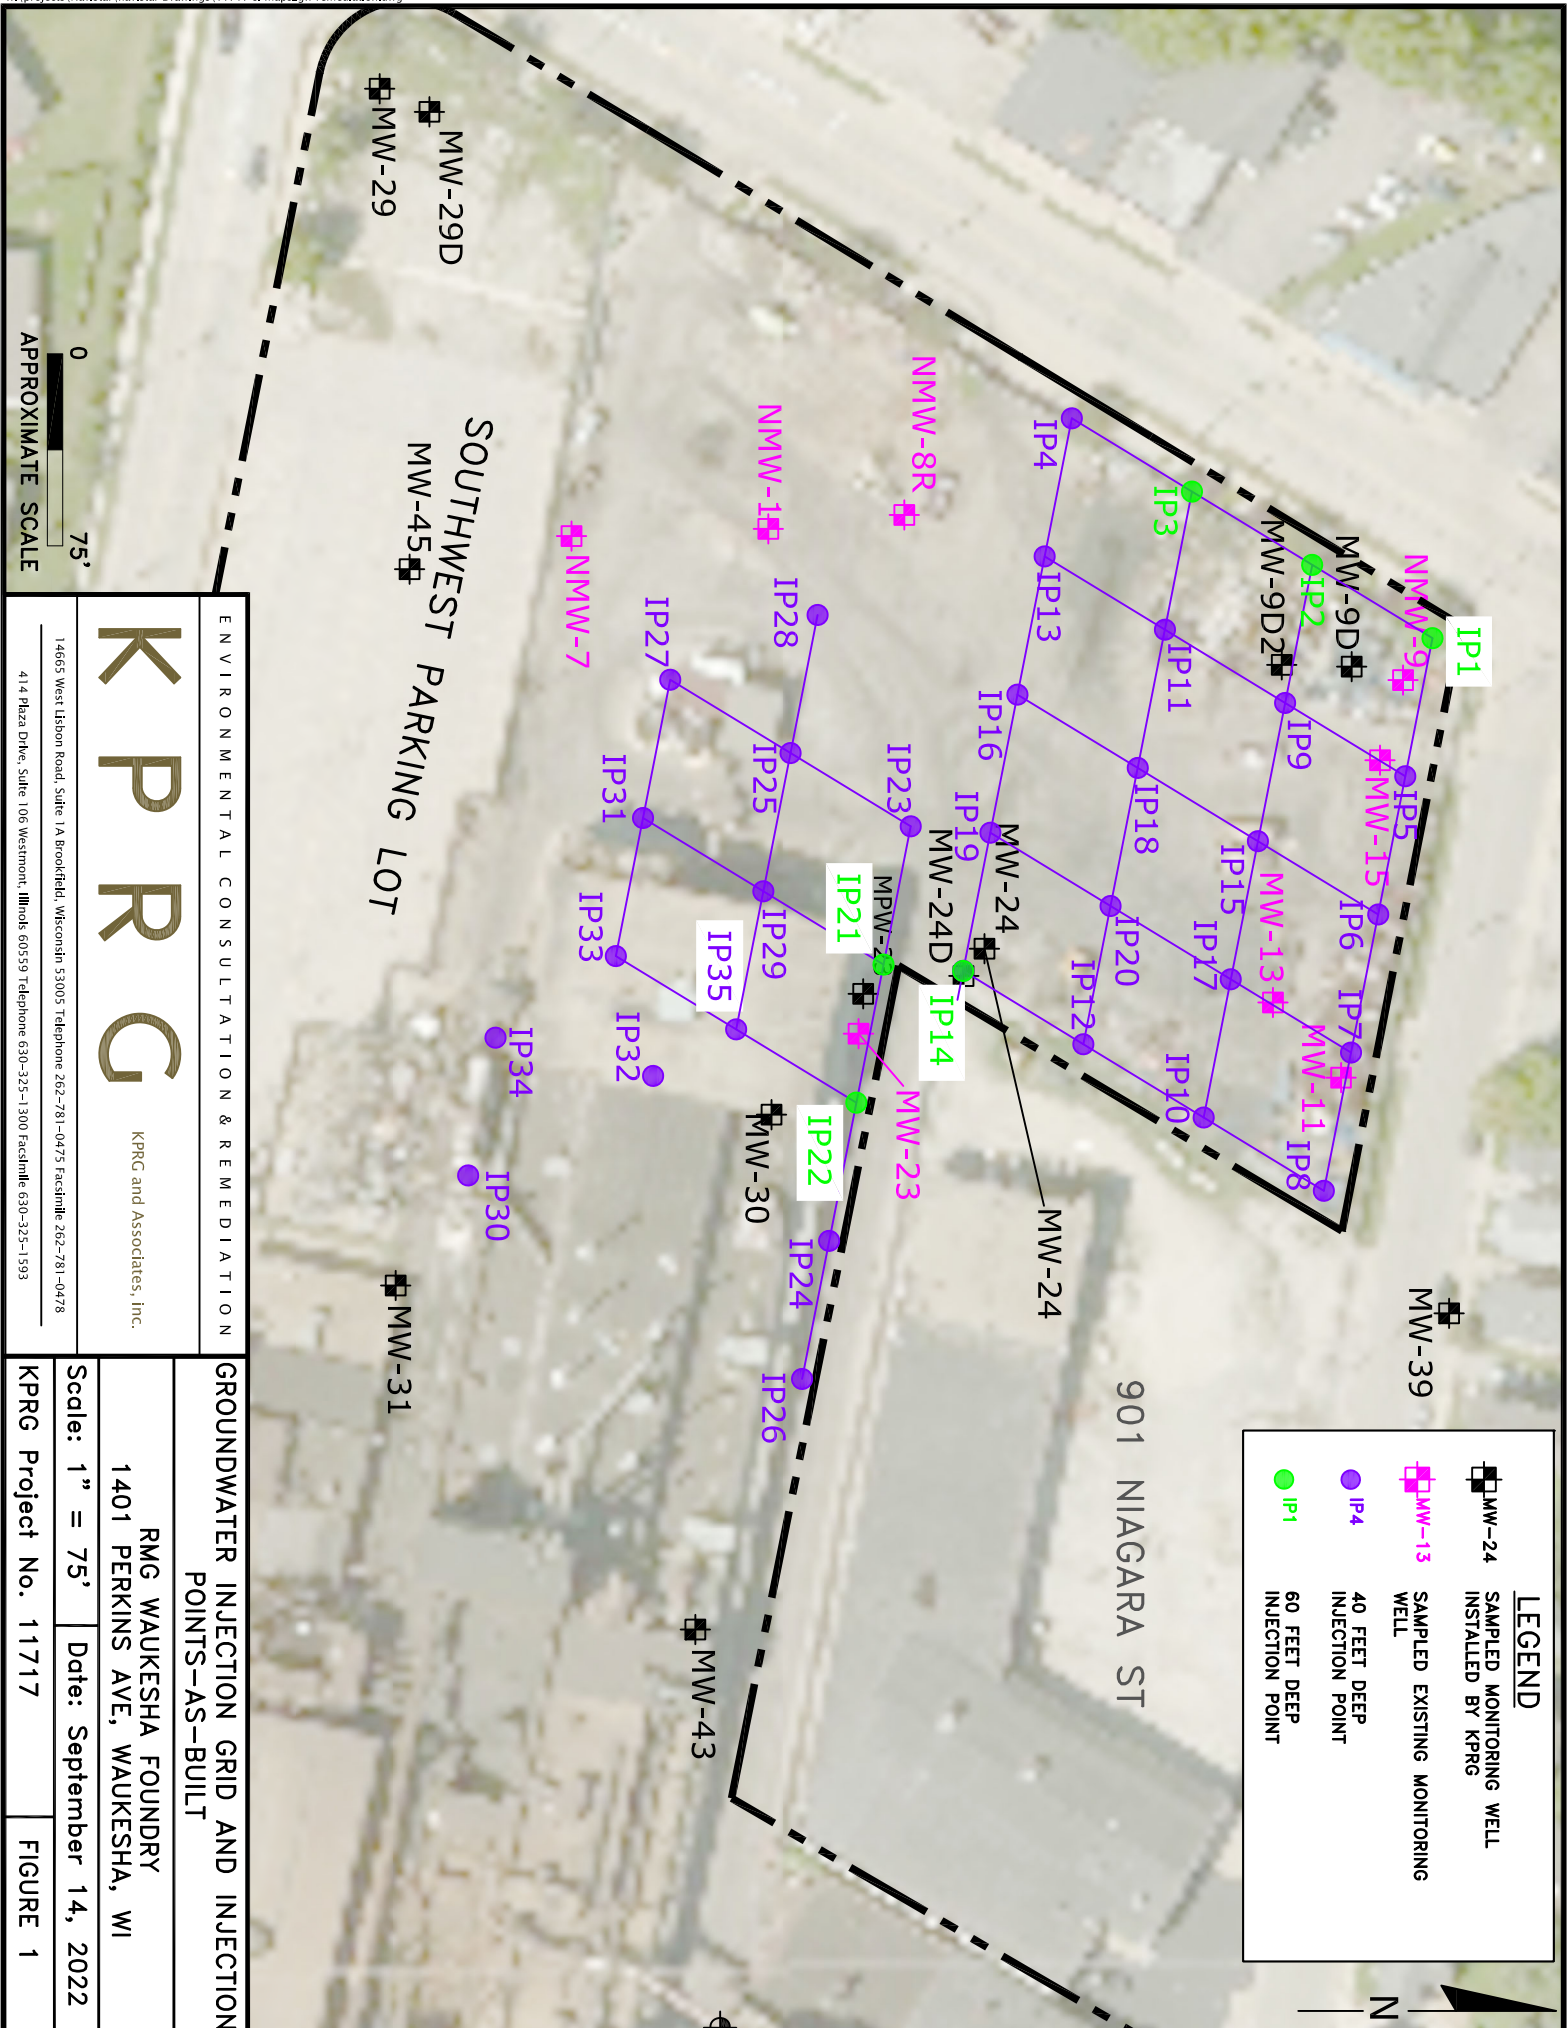 LEGEND
MW-24 SAMPLED MONITORING WELL
INSTALLED BY KPRG
MW-13 SAMPLED EXISTING MONITORING
WELL
IP4 40 FEET DEEP
INJECTION POINT
IP1 60 FEET DEEP
INJECTION POINT
N
IP1
NMW-9
MW-9D
IP2
MW-9D2
IP3
IP4
IP5
MW-15
IP9
IP11
IP13
IP6
MW-13
IP15
IP18
IP16
IP7
MW-11
IP17
IP20
IP19
MW-24
MW-24D
IP8
IP10
IP12
IP14
MW-24
MW-39
901 NIAGARA ST
NMW-8R
NMW-1
NMW-7
IP28
IP27
IP23
IP25
IP31
IP21
IP29
IP35
IP33
MW-23
IP22
IP32
IP34
IP30
MW-30
IP24
IP26
MW-31
MW-43
MW-29D
MW-29
MW-45
SOUTHWEST PARKING LOT
0 75'
APPROXIMATE SCALE
ENVIRONMENTAL CONSULTATION & REMEDIATION
KPRG
KPRG and Associates, inc.
14665 West Lisbon Road, Suite 1A Brookfield, Wisconsin 53005 Telephone 262-781-0475 Facsimile 262-781-0478
414 Plaza Drive, Suite 106 Westmont, Illinois 60559 Telephone 630-325-1300 Facsimile 630-325-1593
GROUNDWATER INJECTION GRID AND INJECTION
POINTS-AS-BUILT
RMG WAUKESHA FOUNDRY
1401 PERKINS AVE, WAUKESHA, WI
Scale: 1" = 75' Date: September 14, 2022
KPRG Project No. 11717 FIGURE 1